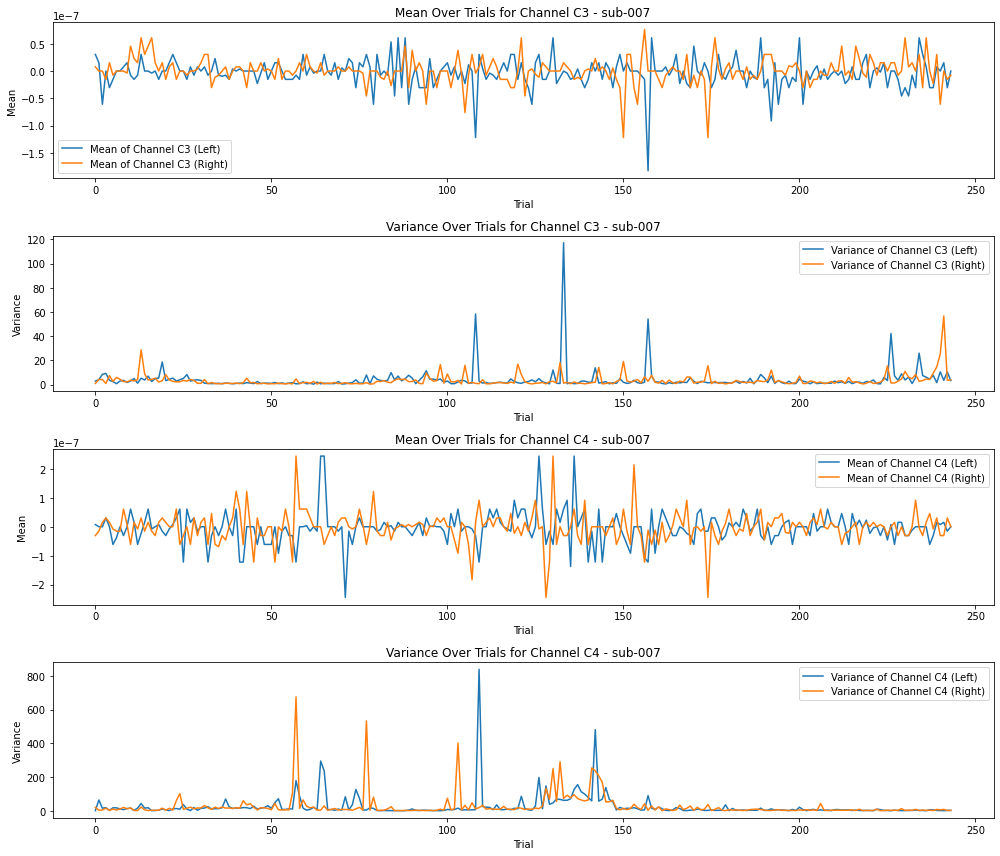 Mean Over Trials for Channel C3 - sub-007
1e−7
0.5
0.0
−0.5
−1.0
−1.5
Mean
Mean of Channel C3 (Left)
Mean of Channel C3 (Right)
0 50 100 150 200 250
Trial
Variance Over Trials for Channel C3 - sub-007
120
100
80
60
40
20
0
Variance
Variance of Channel C3 (Left)
Variance of Channel C3 (Right)
0 50 100 150 200 250
Trial
Mean Over Trials for Channel C4 - sub-007
1e−7
2
1
0
−1
−2
Mean
Mean of Channel C4 (Left)
Mean of Channel C4 (Right)
0 50 100 150 200 250
Trial
Variance Over Trials for Channel C4 - sub-007
800
600
400
200
0
Variance
Variance of Channel C4 (Left)
Variance of Channel C4 (Right)
0 50 100 150 200 250
Trial